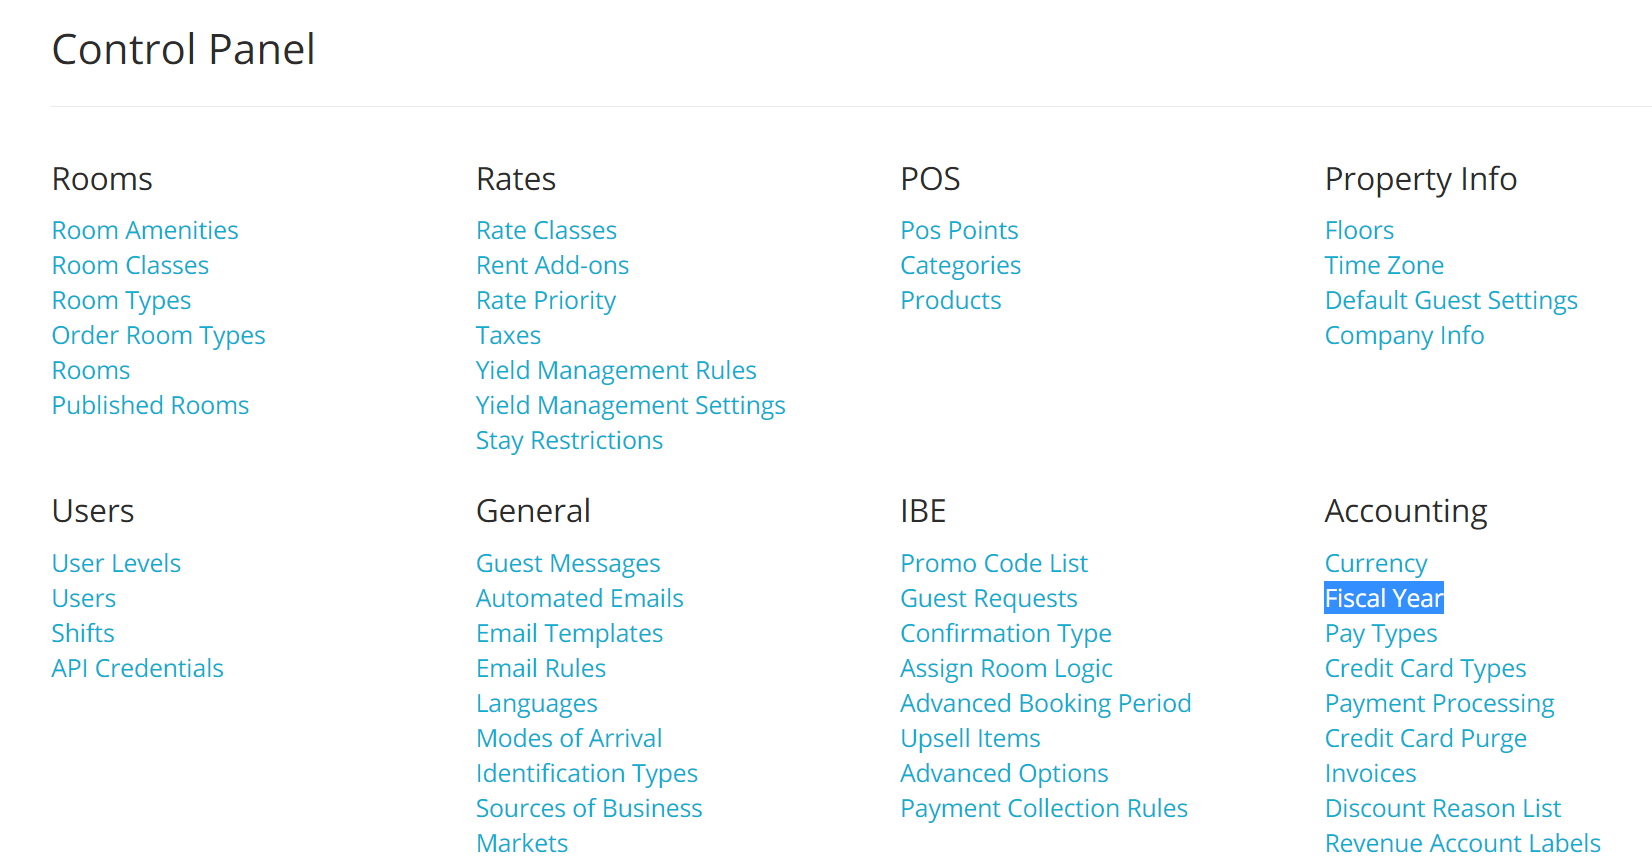 Control Panel
Rooms
Room Amenities
Room Classes
Room Types
Order Room Types
Rooms
Published Rooms
Rates
Rate Classes
Rent Add-ons
Rate Priority
Taxes
Yield Management Rules
Yield Management Settings
Stay Restrictions
POS
Pos Points
Categories
Products
Property Info
Floors
Time Zone
Default Guest Settings
Company Info
Users
User Levels
Users
Shifts
API Credentials
General
Guest Messages
Automated Emails
Email Templates
Email Rules
Languages
Modes of Arrival
Identification Types
Sources of Business
Markets
IBE
Promo Code List
Guest Requests
Confirmation Type
Assign Room Logic
Advanced Booking Period
Upsell Items
Advanced Options
Payment Collection Rules
Accounting
Currency
Fiscal Year
Pay Types
Credit Card Types
Payment Processing
Credit Card Purge
Invoices
Discount Reason List
Revenue Account Labels